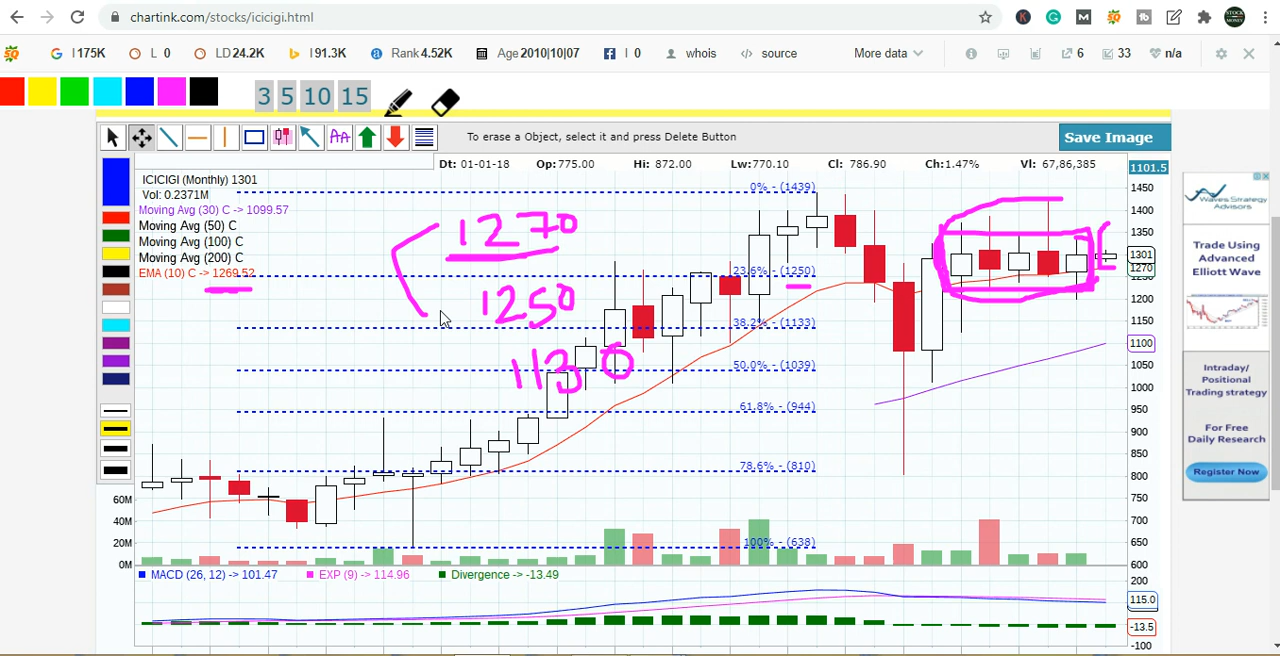 chartink.com/stocks/icicigi.html
I 175K
L 0
LD 24.2K
I 91.3K
Rank 4.52K
Age 2010|10|07
I 0
whois
source
More data
6
33
n/a
3 5 10 15
To erase a Object, select it and press Delete Button
Save Image
Dt: 01-01-18 Op:775.00 Hi: 872.00 Lw:770.10 Cl: 786.90 Ch:1.47% Vl: 67,86,385
1101.5
ICICIGI (Monthly) 1301
Vol: 0.2371M
Moving Avg (30) C -> 1099.57
Moving Avg (50) C
Moving Avg (100) C
Moving Avg (200) C
EMA (10) C -> 1269.52
1270
1250
1130
0% - (1439)
23.6% - (1250)
38.2% - (1133)
50.0% - (1039)
61.8% - (944)
78.6% - (810)
100% - (638)
1450
1400
1350
1301
1270
1200
1150
1100
1050
1000
950
900
850
800
750
700
650
600
60M
40M
20M
0M
MACD (26, 12) -> 101.47
EXP (9) -> 114.96
Divergence -> -13.49
200
115.0
-13.5
-100
Waves Strategy
Advisors
Trade Using
Advanced
Elliott Wave
Intraday/
Positional
Trading strategy
For Free
Daily Research
Register Now